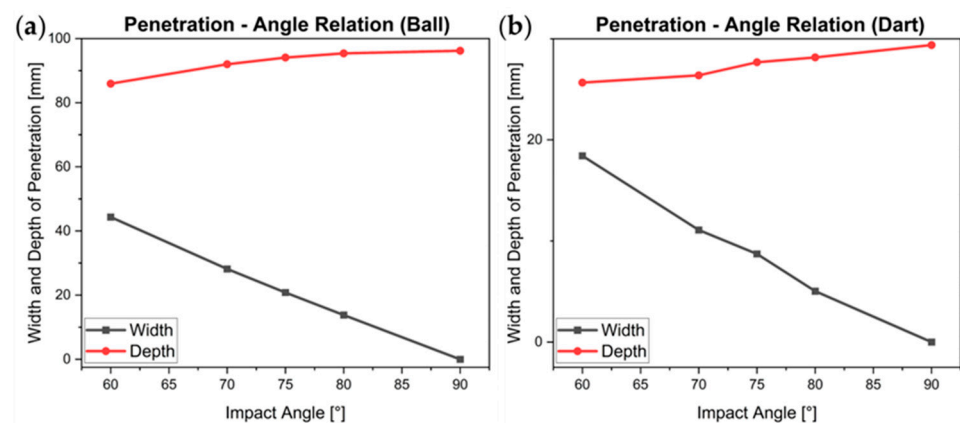 (a)
Penetration - Angle Relation (Ball)
Width and Depth of Penetration [mm]
100
80
60
40
20
0
Width
Depth
60 65 70 75 80 85 90
Impact Angle [°]
(b)
Penetration - Angle Relation (Dart)
Width and Depth of Penetration [mm]
20
0
Width
Depth
60 65 70 75 80 85 90
Impact Angle [°]